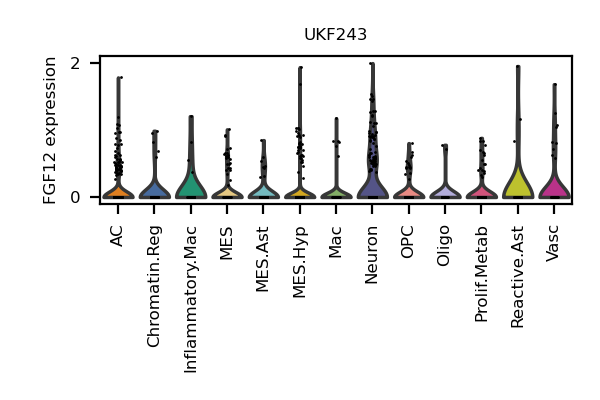 UKF243
FGF12 expression
2
0
AC
Chromatin.Reg
Inflammatory.Mac
MES
MES.Ast
MES.Hyp
Mac
Neuron
OPC
Oligo
Prolif.Metab
Reactive.Ast
Vasc